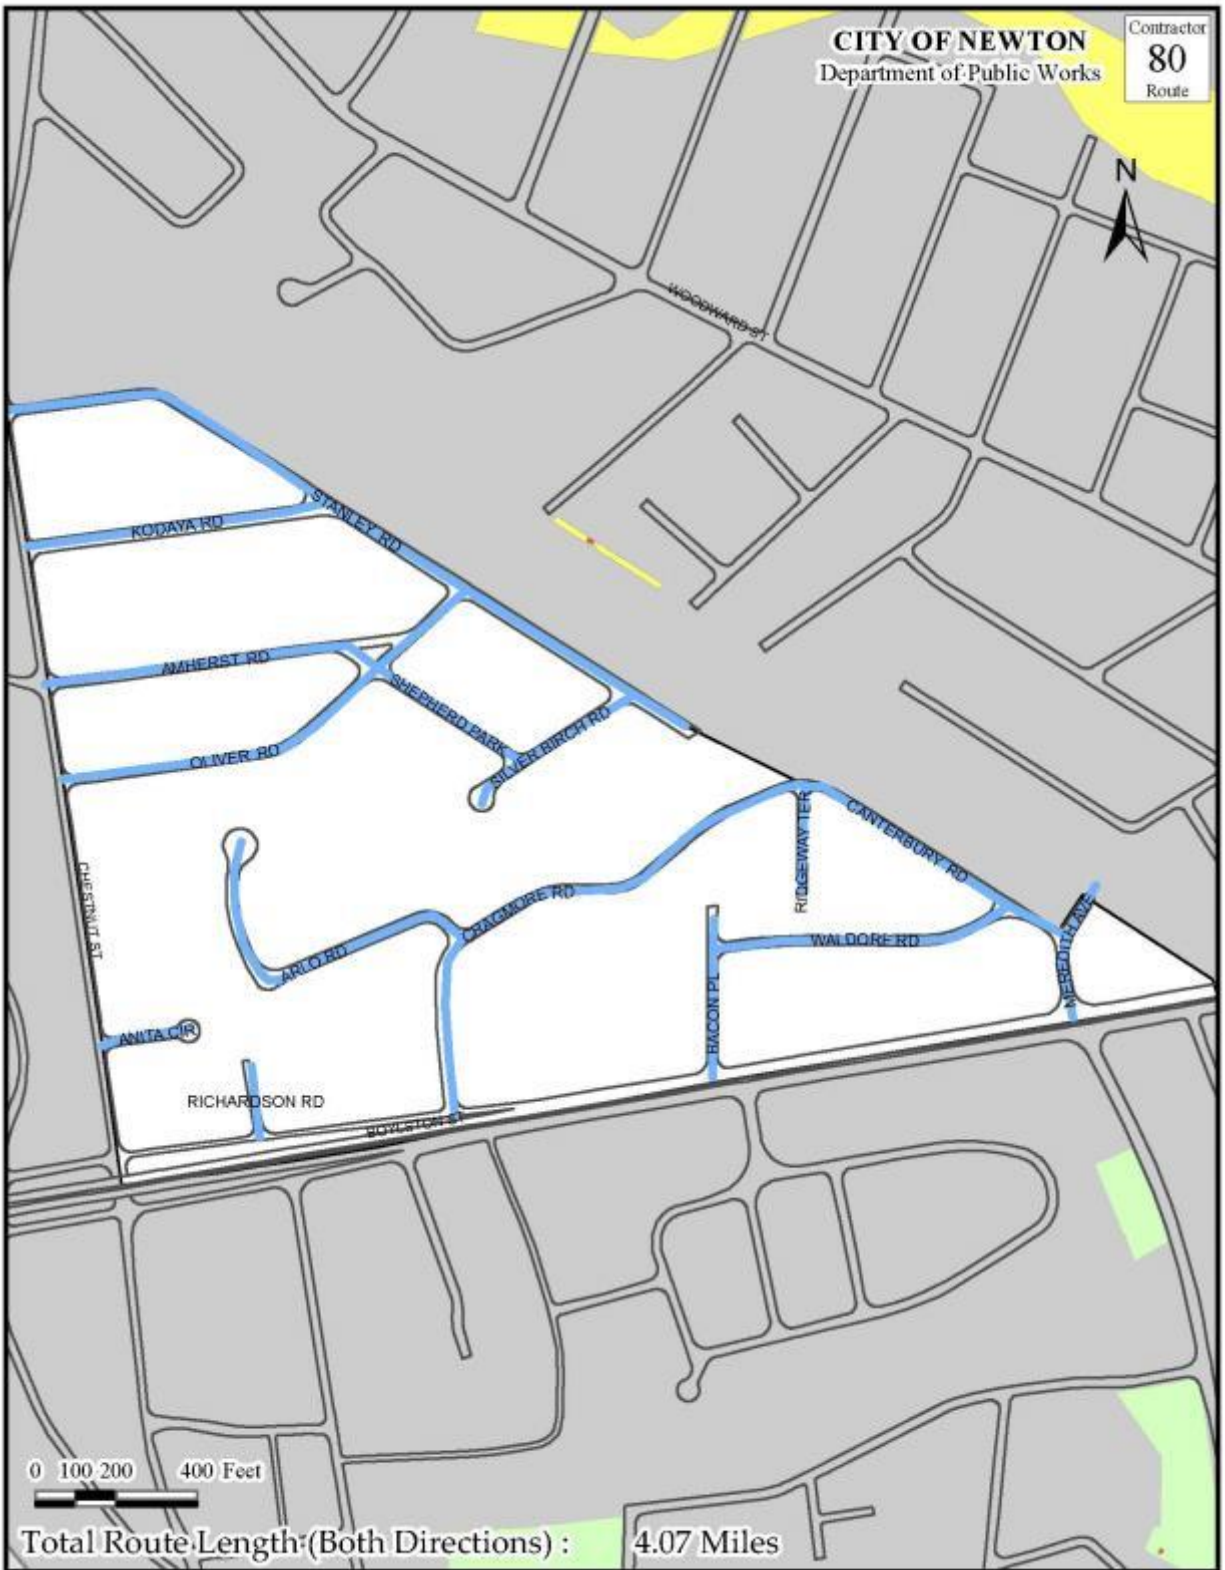 CITY OF NEWTON
Department of Public Works
Contractor
80
Route
N
WOODWARD ST
STANLEY RD
KODAYA RD
AMHERST RD
SHEPHERD PARK
SILVER BIRCH RD
OLIVER RD
RIDGEWAY TER
CANTERBURY RD
CHESTNUT ST
CRAGMORE RD
WALDORF RD
MEREDITH AVE
ARLO RD
BACON PL
ANITA CIR
RICHARDSON RD
BOYLSTON ST
0 100 200 400 Feet
Total Route Length (Both Directions) : 4.07 Miles